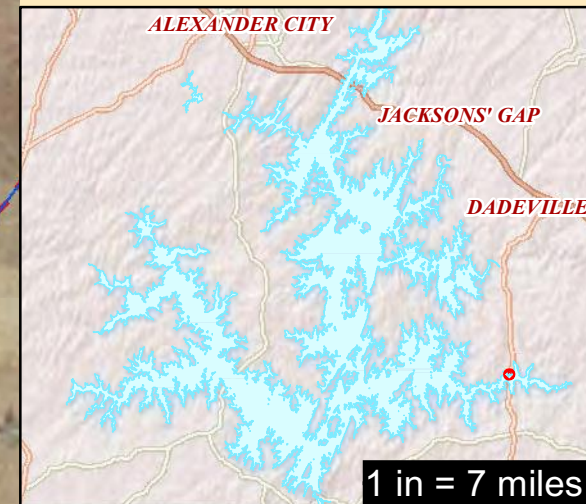 ALEXANDER CITY
JACKSONS' GAP
DADEVILLE
1 in = 7 miles